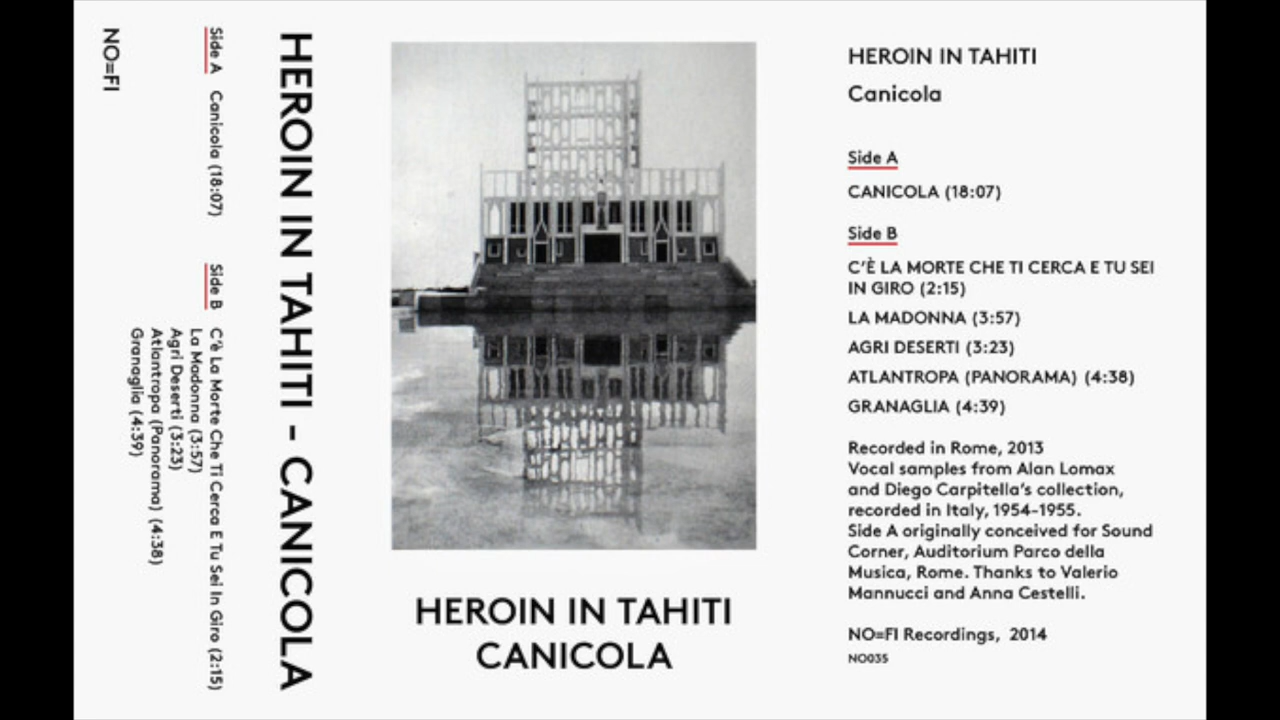 NO=FI
Side A Canicola (18:07)
Side B C'è La Morte Che Ti Cerca E Tu Sei In Giro (2:15)
La Madonna (3:57)
Agri Deserti (3:23)
Atlantropa (Panorama) (4:38)
Granaglia (4:39)
HEROIN IN TAHITI - CANICOLA
HEROIN IN TAHITI
CANICOLA
HEROIN IN TAHITI
Canicola
Side A
CANICOLA (18:07)
Side B
C'È LA MORTE CHE TI CERCA E TU SEI
IN GIRO (2:15)
LA MADONNA (3:57)
AGRI DESERTI (3:23)
ATLANTROPA (PANORAMA) (4:38)
GRANAGLIA (4:39)
Recorded in Rome, 2013
Vocal samples from Alan Lomax
and Diego Carpitella's collection,
recorded in Italy, 1954-1955.
Side A originally conceived for Sound
Corner, Auditorium Parco della
Musica, Rome. Thanks to Valerio
Mannucci and Anna Cestelli.
NO=FI Recordings, 2014
NO035